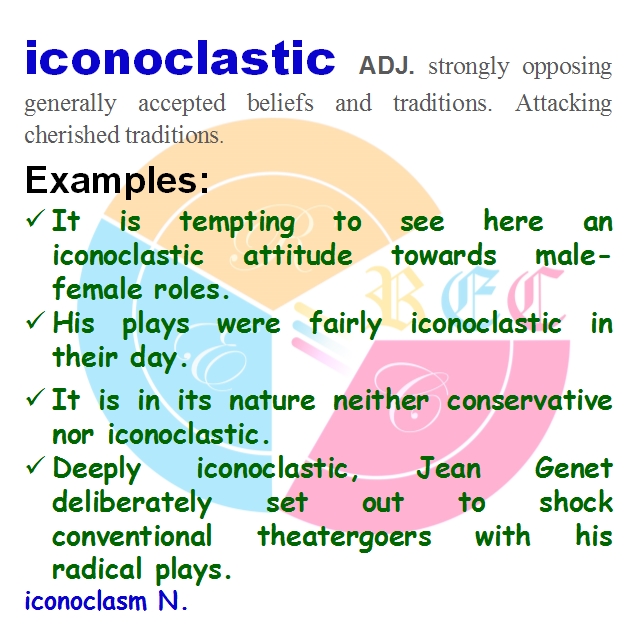 iconoclastic ADJ. strongly opposing
generally accepted beliefs and traditions. Attacking
cherished traditions.
Examples:
✓ It is tempting to see here an
iconoclastic attitude towards male-
female roles.
✓ His plays were fairly iconoclastic in
their day.
✓ It is in its nature neither conservative
nor iconoclastic.
✓ Deeply iconoclastic, Jean Genet
deliberately set out to shock
conventional theatergoers with his
radical plays.
iconoclasm N.
B
E
C
R
E
C